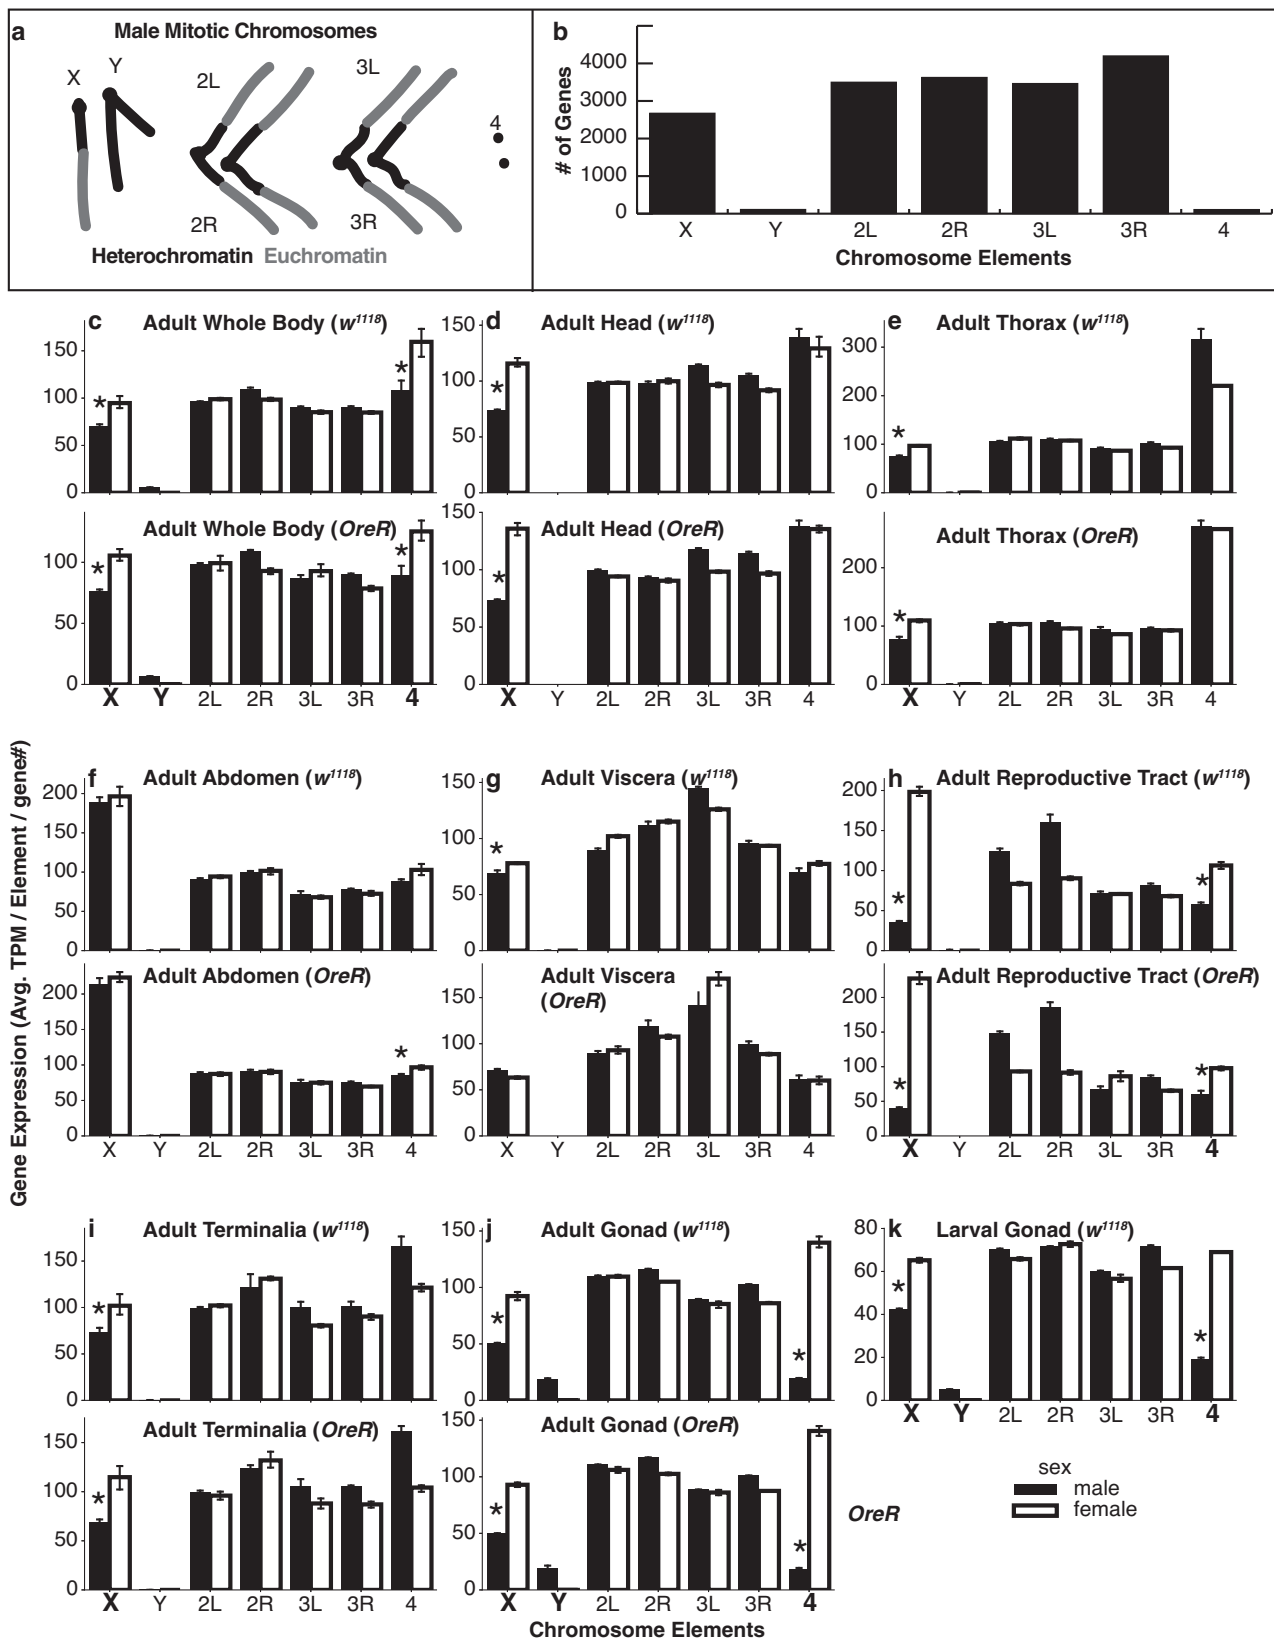 a
Male Mitotic Chromosomes
X Y 2L 3L 4
2R 3R
Heterochromatin Euchromatin
b
# of Genes
4000
3000
2000
1000
0
X Y 2L 2R 3L 3R 4
Chromosome Elements
Gene Expression (Avg. TPM / Element / gene#)
c Adult Whole Body (w1118)
150
100
50
0
* *
Adult Whole Body (OreR)
100
50
0
* *
X Y 2L 2R 3L 3R 4
d Adult Head (w1118)
150
100
50
0
*
Adult Head (OreR)
150
100
50
0
*
X Y 2L 2R 3L 3R 4
e Adult Thorax (w1118)
300
200
100
0
*
Adult Thorax (OreR)
200
100
0
*
X Y 2L 2R 3L 3R 4
f Adult Abdomen (w1118)
200
150
100
50
0
Adult Abdomen (OreR)
200
150
100
50
0
*
X Y 2L 2R 3L 3R 4
g Adult Viscera (w1118)
150
100
50
0
*
Adult Viscera
(OreR)
150
100
50
0
X Y 2L 2R 3L 3R 4
h Adult Reproductive Tract (w1118)
200
150
100
50
0
* *
Adult Reproductive Tract (OreR)
200
150
100
50
0
* *
X Y 2L 2R 3L 3R 4
i Adult Terminalia (w1118)
150
100
50
0
*
Adult Terminalia (OreR)
150
100
50
0
*
X Y 2L 2R 3L 3R 4
j Adult Gonad (w1118)
150
100
50
0
* *
Adult Gonad (OreR)
150
100
50
0
* *
X Y 2L 2R 3L 3R 4
k Larval Gonad (w1118)
80
60
40
20
0
* *
X Y 2L 2R 3L 3R 4
sex
male
female
OreR
Chromosome Elements